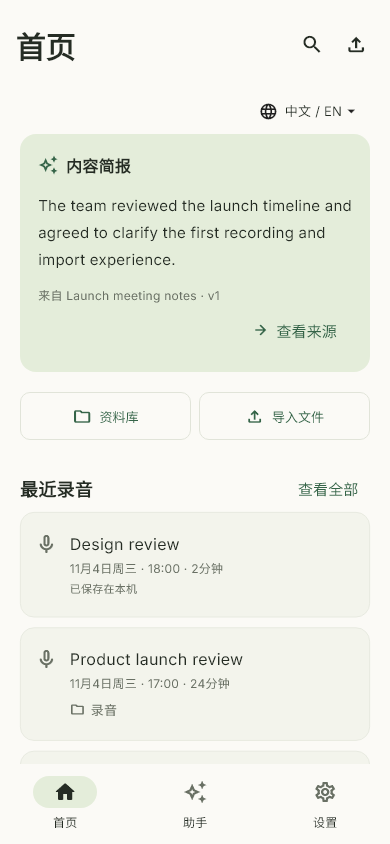 首页
中文 / EN
内容简报
The team reviewed the launch timeline and
agreed to clarify the first recording and
import experience.
来自 Launch meeting notes · v1
查看来源
资料库
导入文件
最近录音
查看全部
Design review
11月4日周三 · 18:00 · 2分钟
已保存在本机
Product launch review
11月4日周三 · 17:00 · 24分钟
录音
首页
助手
设置